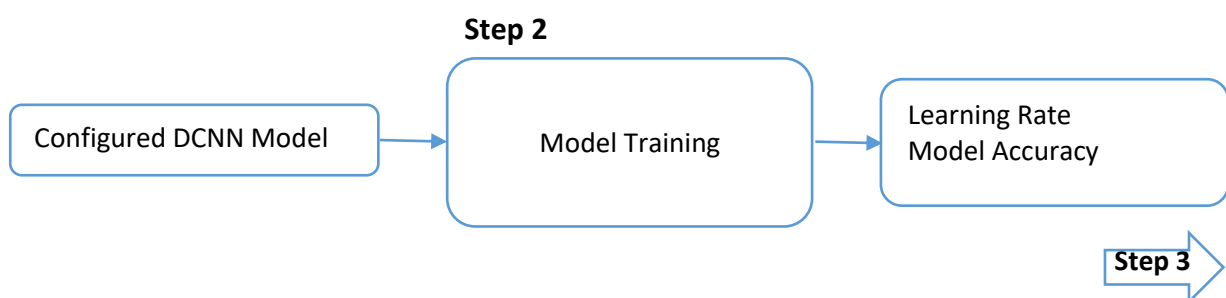 Step 2
Configured DCNN Model
Model Training
Learning Rate
Model Accuracy
Step 3